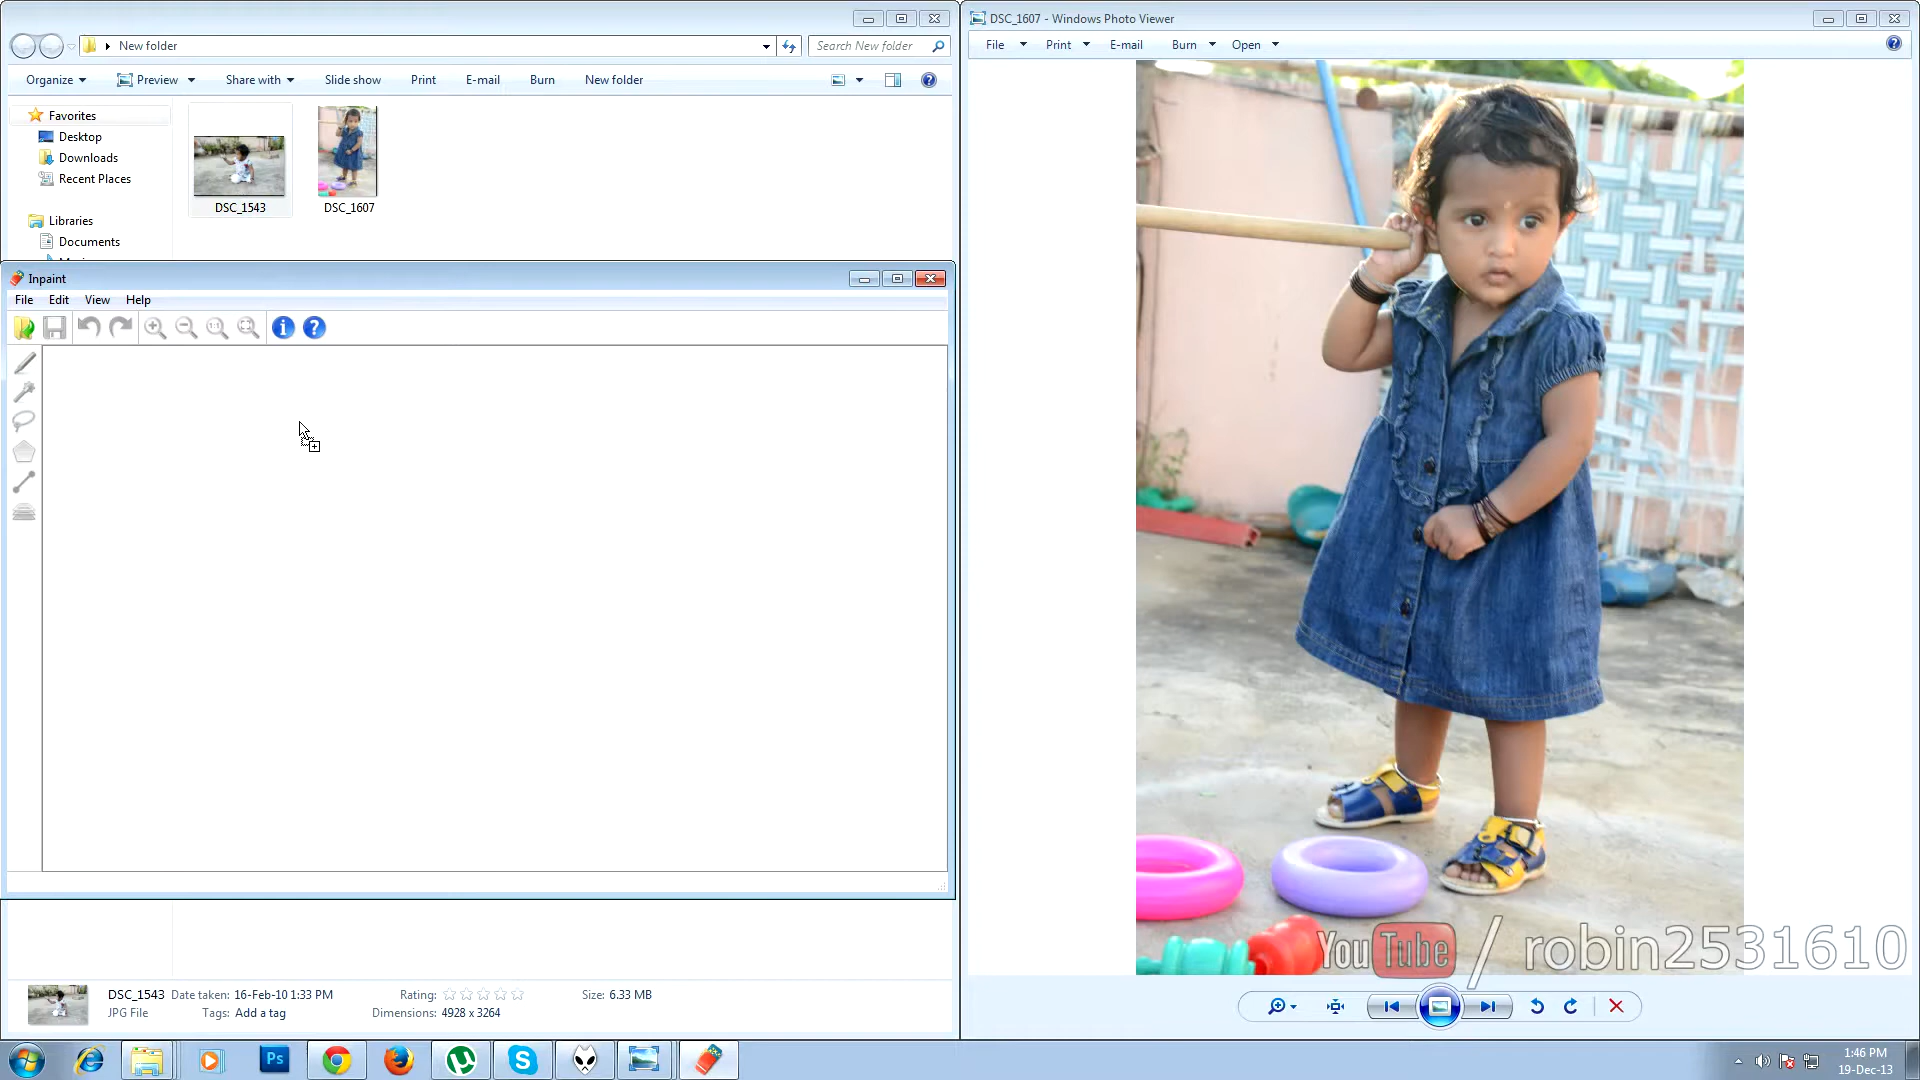 New folder
Search New folder
Organize Preview Share with Slide show Print E-mail Burn New folder
Favorites
Desktop
Downloads
Recent Places
Libraries
Documents
DSC_1543
DSC_1607
Inpaint
File Edit View Help
1:1
DSC_1543 Date taken: 16-Feb-10 1:33 PM Rating: Size: 6.33 MB
JPG File Tags: Add a tag Dimensions: 4928 x 3264
DSC_1607 - Windows Photo Viewer
File Print E-mail Burn Open
YouTube / robin2531610
Ps
1:46 PM
19-Dec-13